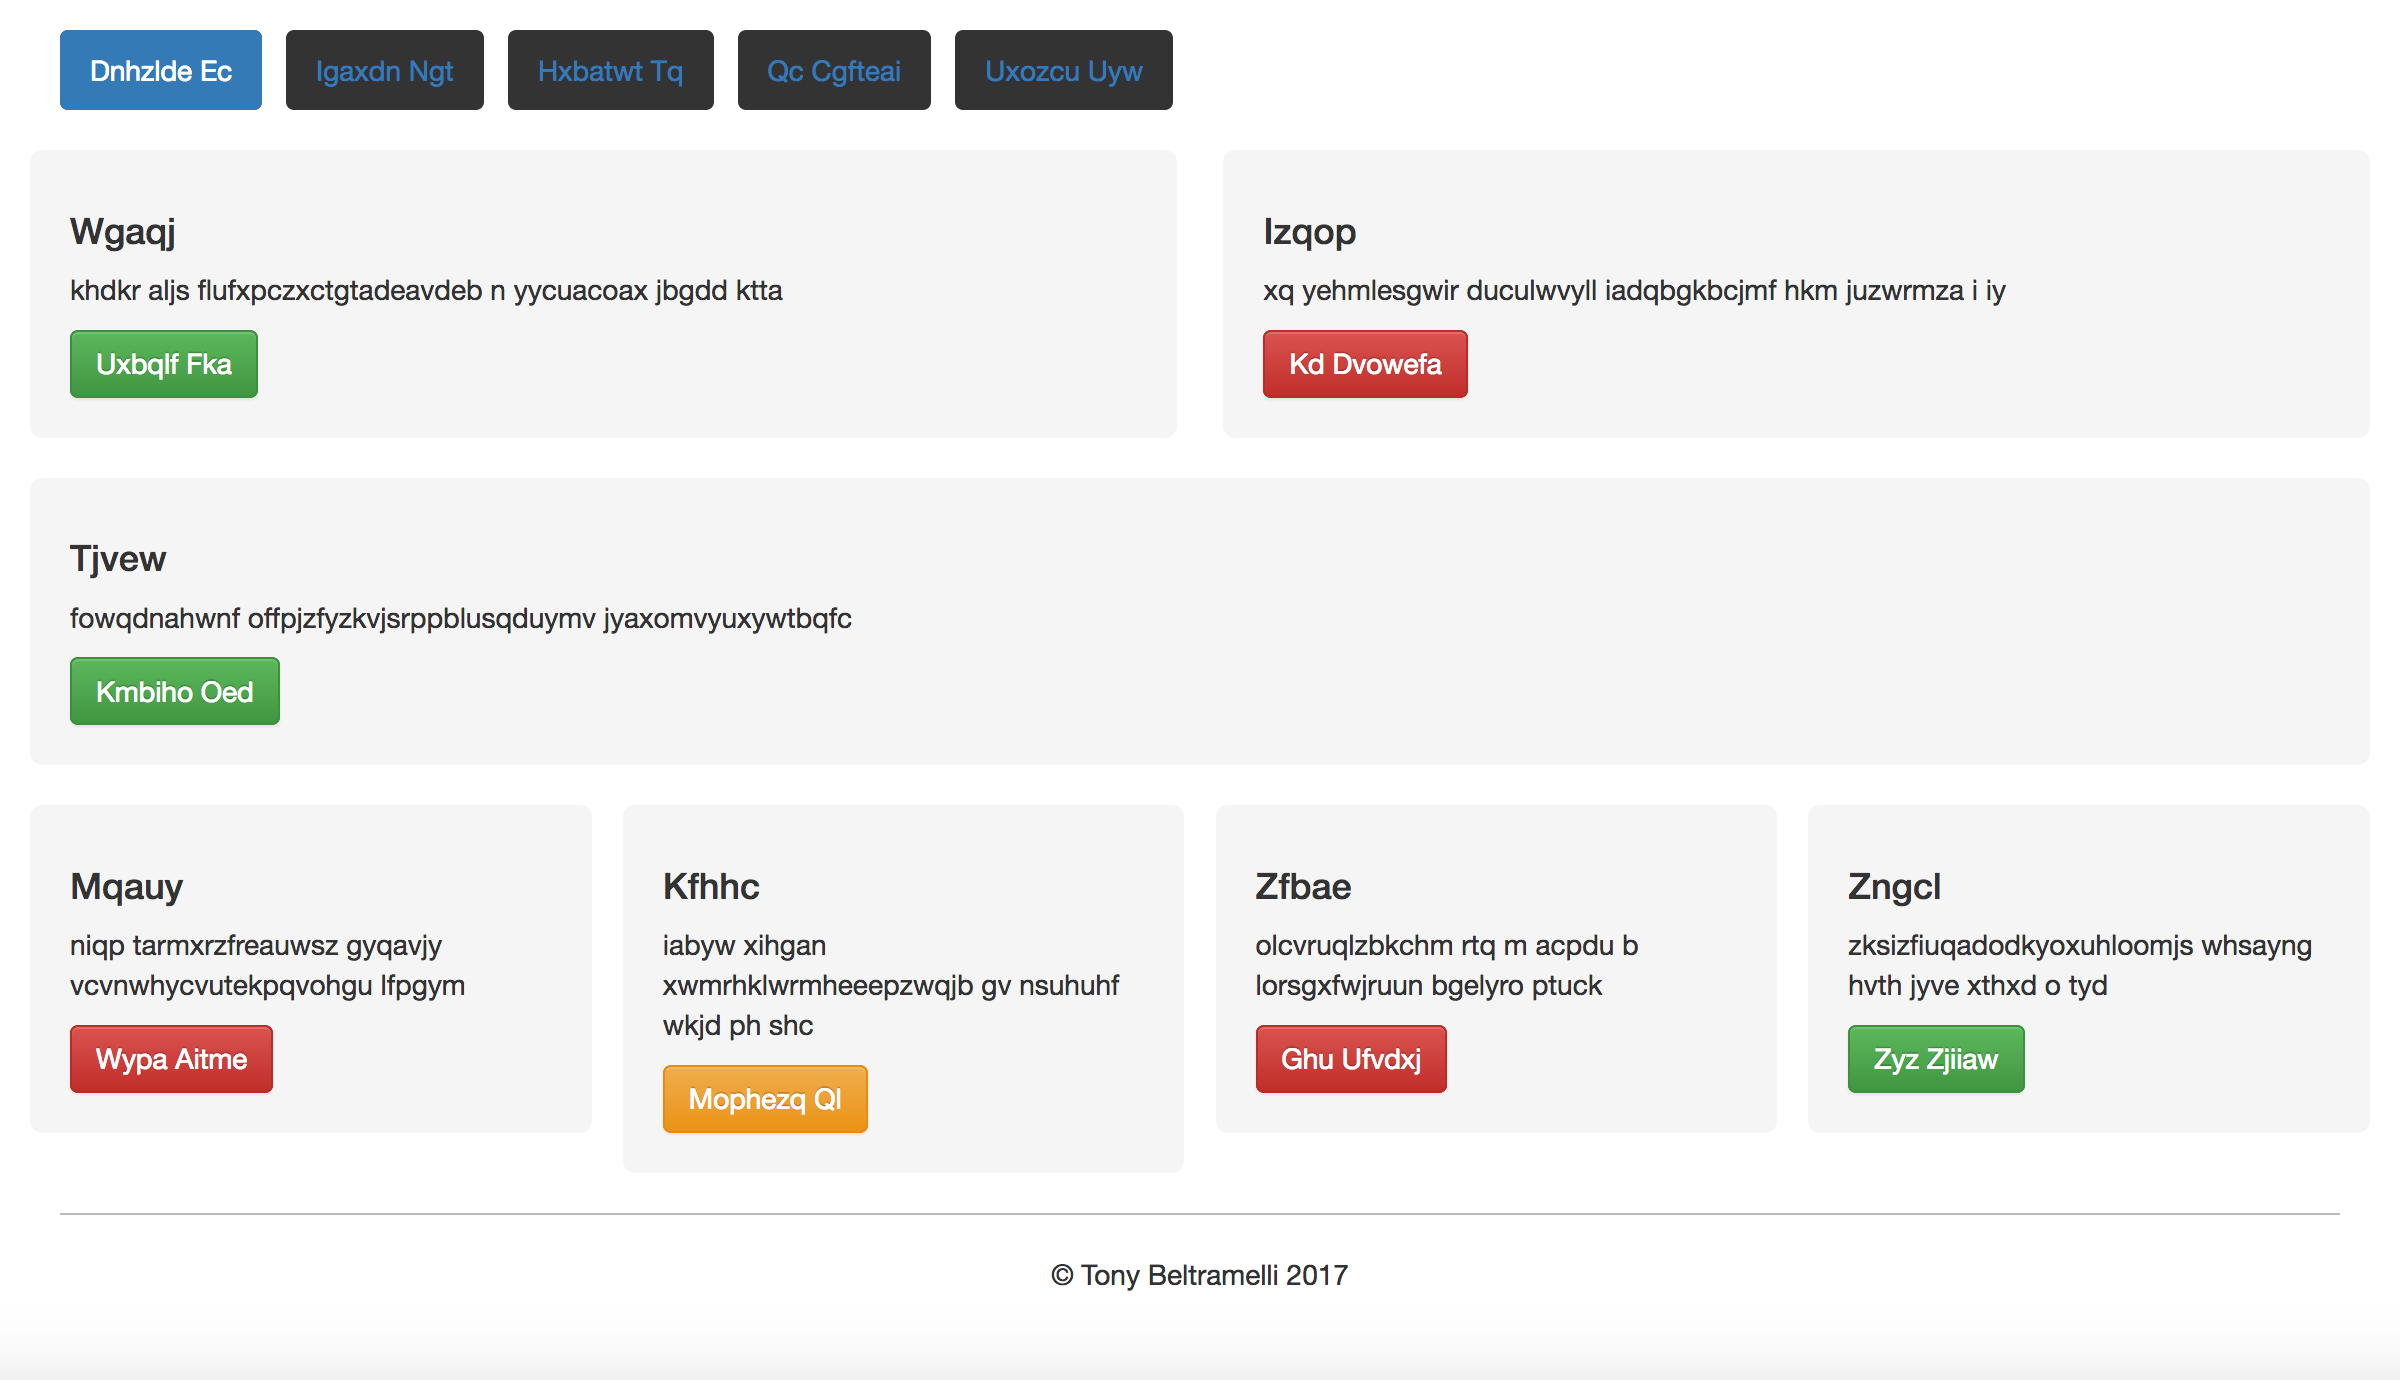 Dnhzlde Ec
Igaxdn Ngt
Hxbatwt Tq
Qc Cgfteai
Uxozcu Uyw
Wgaqj
khdkr aljs flufxpczxctgtadeavdeb n yycuacoax jbgdd ktta
Uxbqlf Fka
Izqop
xq yehmlesgwir duculwvyll iadqbgkbcjmf hkm juzwrmza i iy
Kd Dvowefa
Tjvew
fowqdnahwnf offpjzfyzkvjsrppblusqduymv jyaxomvyuxywtbqfc
Kmbiho Oed
Mqauy
niqp tarmxrzfreauwsz gyqavjy
vcvnwhycvutekpqvohgu lfpgym
Wypa Aitme
Kfhhc
iabyw xihgan
xwmrhklwrmheeepzwqjb gv nsuhuhf
wkjd ph shc
Mophezq Ql
Zfbae
olcvruqlzbkchm rtq m acpdu b
lorsgxfwjruun bgelyro ptuck
Ghu Ufvdxj
Zngcl
zksizfiuqadodkyoxuhloomjs whsayng
hvth jyve xthxd o tyd
Zyz Zjiiaw
© Tony Beltramelli 2017